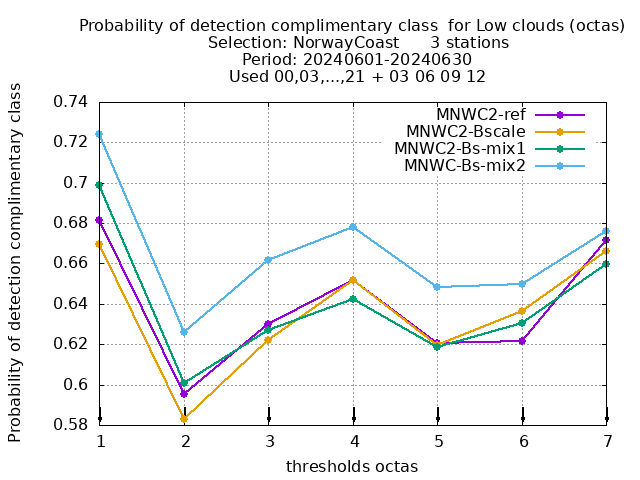 Probability of detection complimentary class  for Low clouds (octas)
Selection: NorwayCoast      3 stations
Period: 20240601-20240630
Used 00,03,...,21 + 03 06 09 12
MNWC2-ref
MNWC2-Bscale
MNWC2-Bs-mix1
MNWC-Bs-mix2
Probability of detection complimentary class
0.74
0.72
0.7
0.68
0.66
0.64
0.62
0.6
0.58
1 2 3 4 5 6 7
thresholds octas